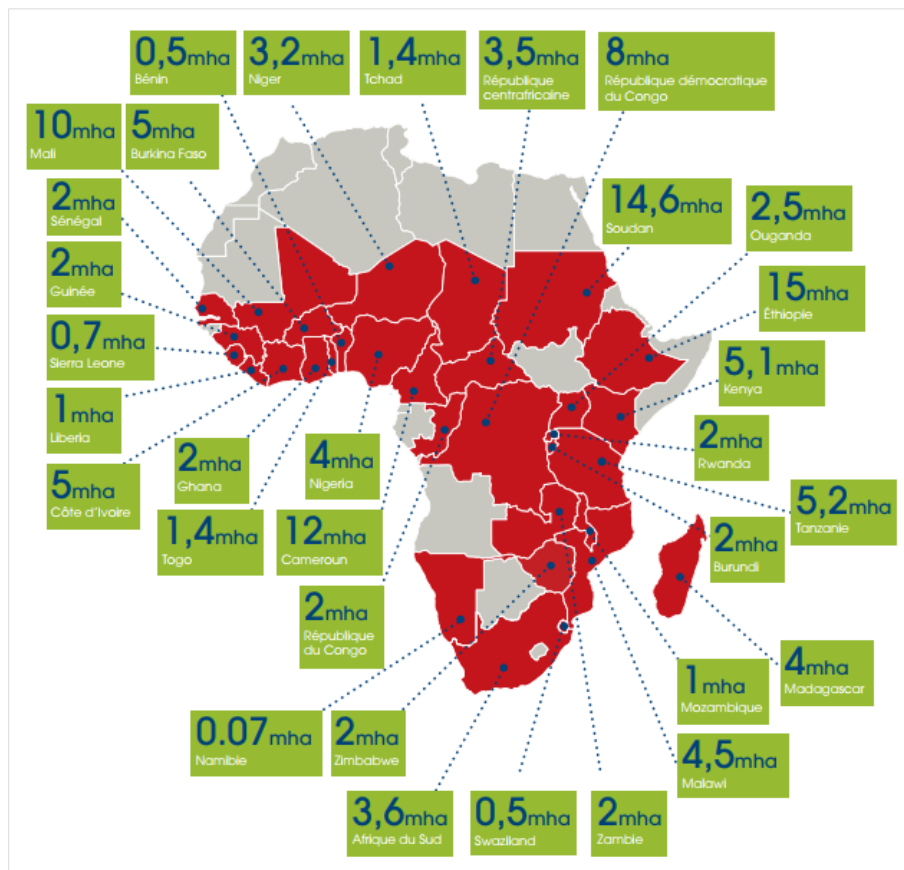 0,5mha
Bénin
3,2mha
Niger
1,4mha
Tchad
3,5mha
République
centrafricaine
8mha
République démocratique
du Congo
10mha
Mali
5mha
Burkina Faso
2mha
Sénégal
14,6mha
Soudan
2,5mha
Ouganda
2mha
Guinée
15mha
Éthiopie
0,7mha
Sierra Leone
5,1mha
Kenya
1mha
Liberia
2mha
Ghana
4mha
Nigeria
2mha
Rwanda
5mha
Côte d'Ivoire
5,2mha
Tanzanie
1,4mha
Togo
12mha
Cameroun
2mha
Burundi
2mha
République
du Congo
4mha
Madagascar
1mha
Mozambique
0.07mha
Namibie
2mha
Zimbabwe
4,5mha
Malawi
3,6mha
Afrique du Sud
0,5mha
Swaziland
2mha
Zambie